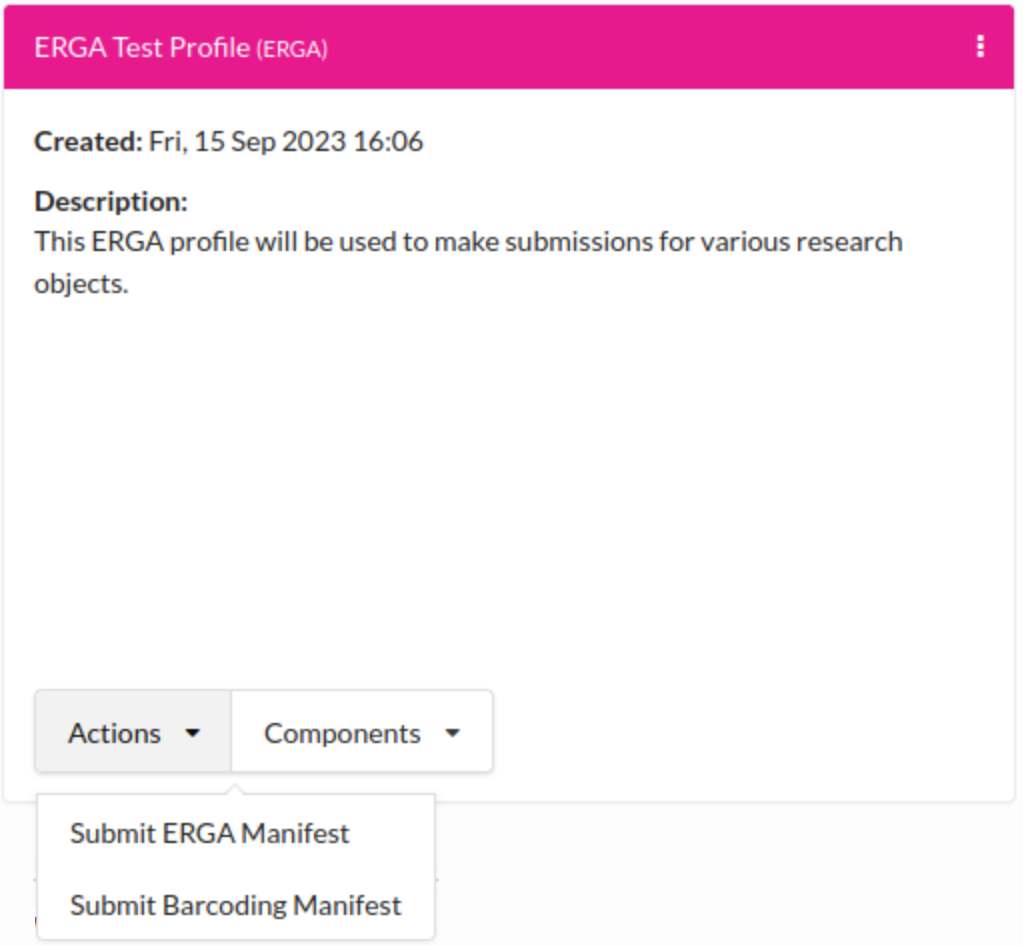 ERGA Test Profile (ERGA)
Created: Fri, 15 Sep 2023 16:06
Description:
This ERGA profile will be used to make submissions for various research
objects.
Actions
Components
Submit ERGA Manifest
Submit Barcoding Manifest